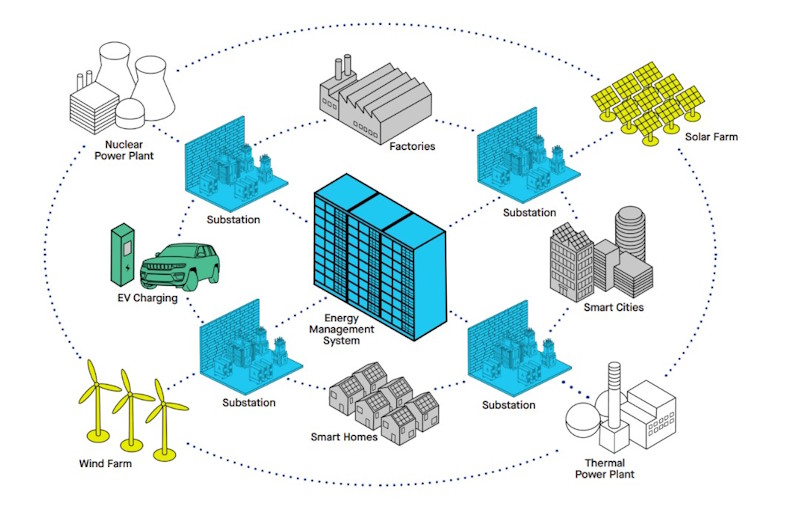 Factories
Solar Farm
Nuclear
Power Plant
Substation
Substation
EV Charging
Smart Cities
Energy
Management
System
Substation
Substation
Smart Homes
Wind Farm
Thermal
Power Plant